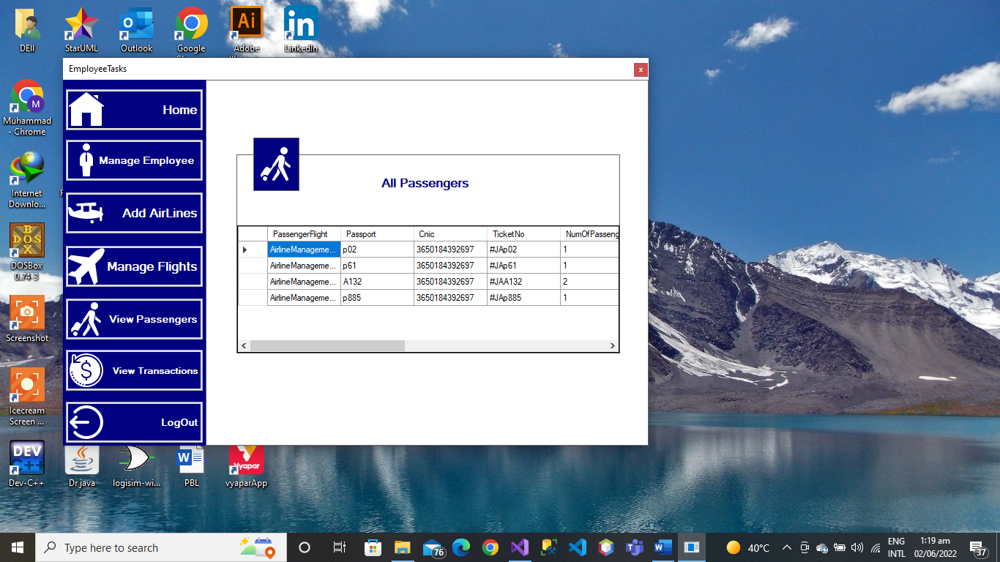 DEll
StarUML
Outlook
Google
Adobe
LinkedIn
Ai
EmployeeTasks
x
Home
Manage Employee
Add AirLines
Manage Flights
View Passengers
View Transactions
LogOut
All Passengers
PassengerFlight Passport Cnic TicketNo NumOfPasseng
AirlineManageme... p02 3650184392697 #JAp02 1
AirlineManageme... p61 3650184392697 #JAp61 1
AirlineManageme... A132 3650184392697 #JAA132 2
AirlineManageme... p885 3650184392697 #JAp885 1
M
Muhammad
- Chrome
Internet
Downlo...
DOSBox
0.74-3
Screenshot
Icecream
Screen ...
DEV
C++
Dev-C++
Dr.java
logisim-wi...
W
PBL
Vyapar
vyaparApp
Type here to search
76
40°C
ENG
INTL
1:19 am
02/06/2022
37